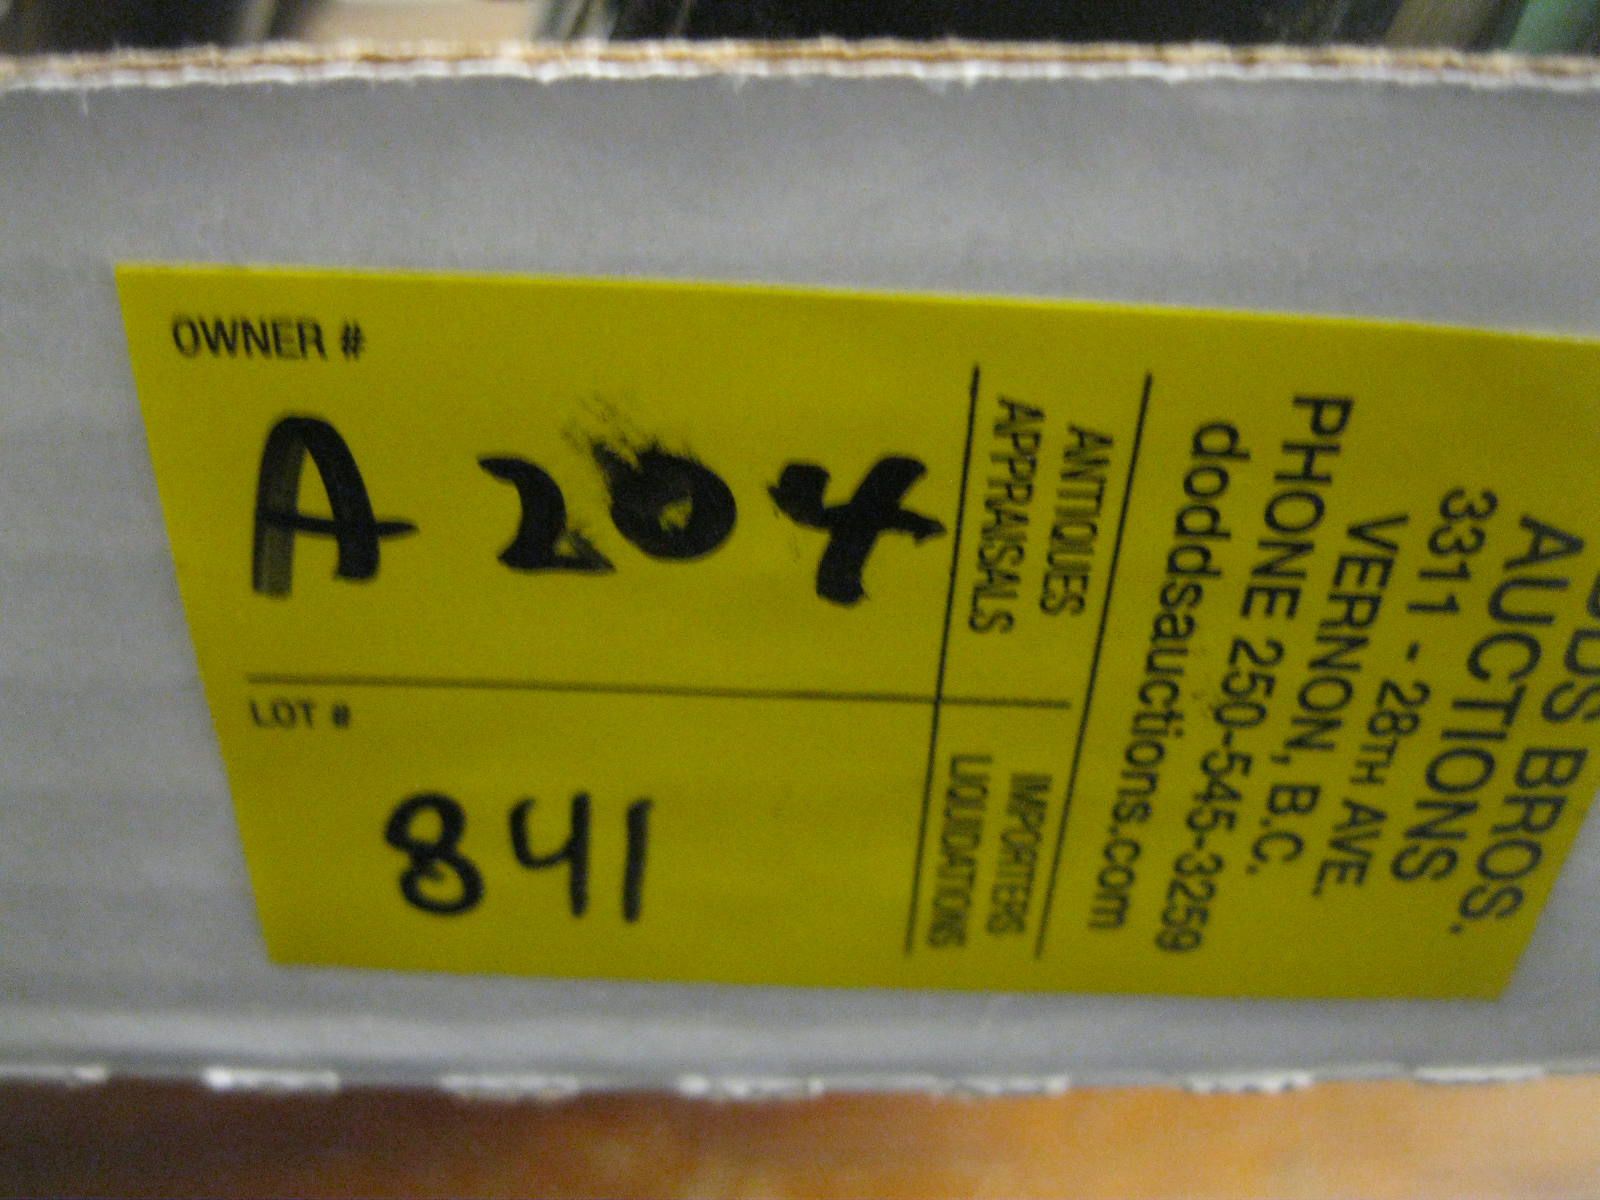 OWNER #
A 204
LOT #
841
ANTIQUES
APPRAISALS
IMPORTERS
LIQUIDATIONS
BROS.
AUCTIONS
3311 - 28TH AVE.
VERNON, B.C.
PHONE 250-545-3259
doddsauctions.com